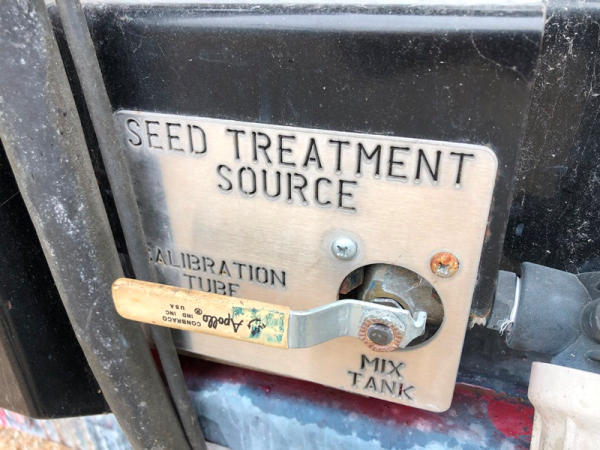 SEED TREATMENT
SOURCE
CALIBRATION
TUBE
Apollo ®
CONBRACO
IND INC
USA
MIX
TANK